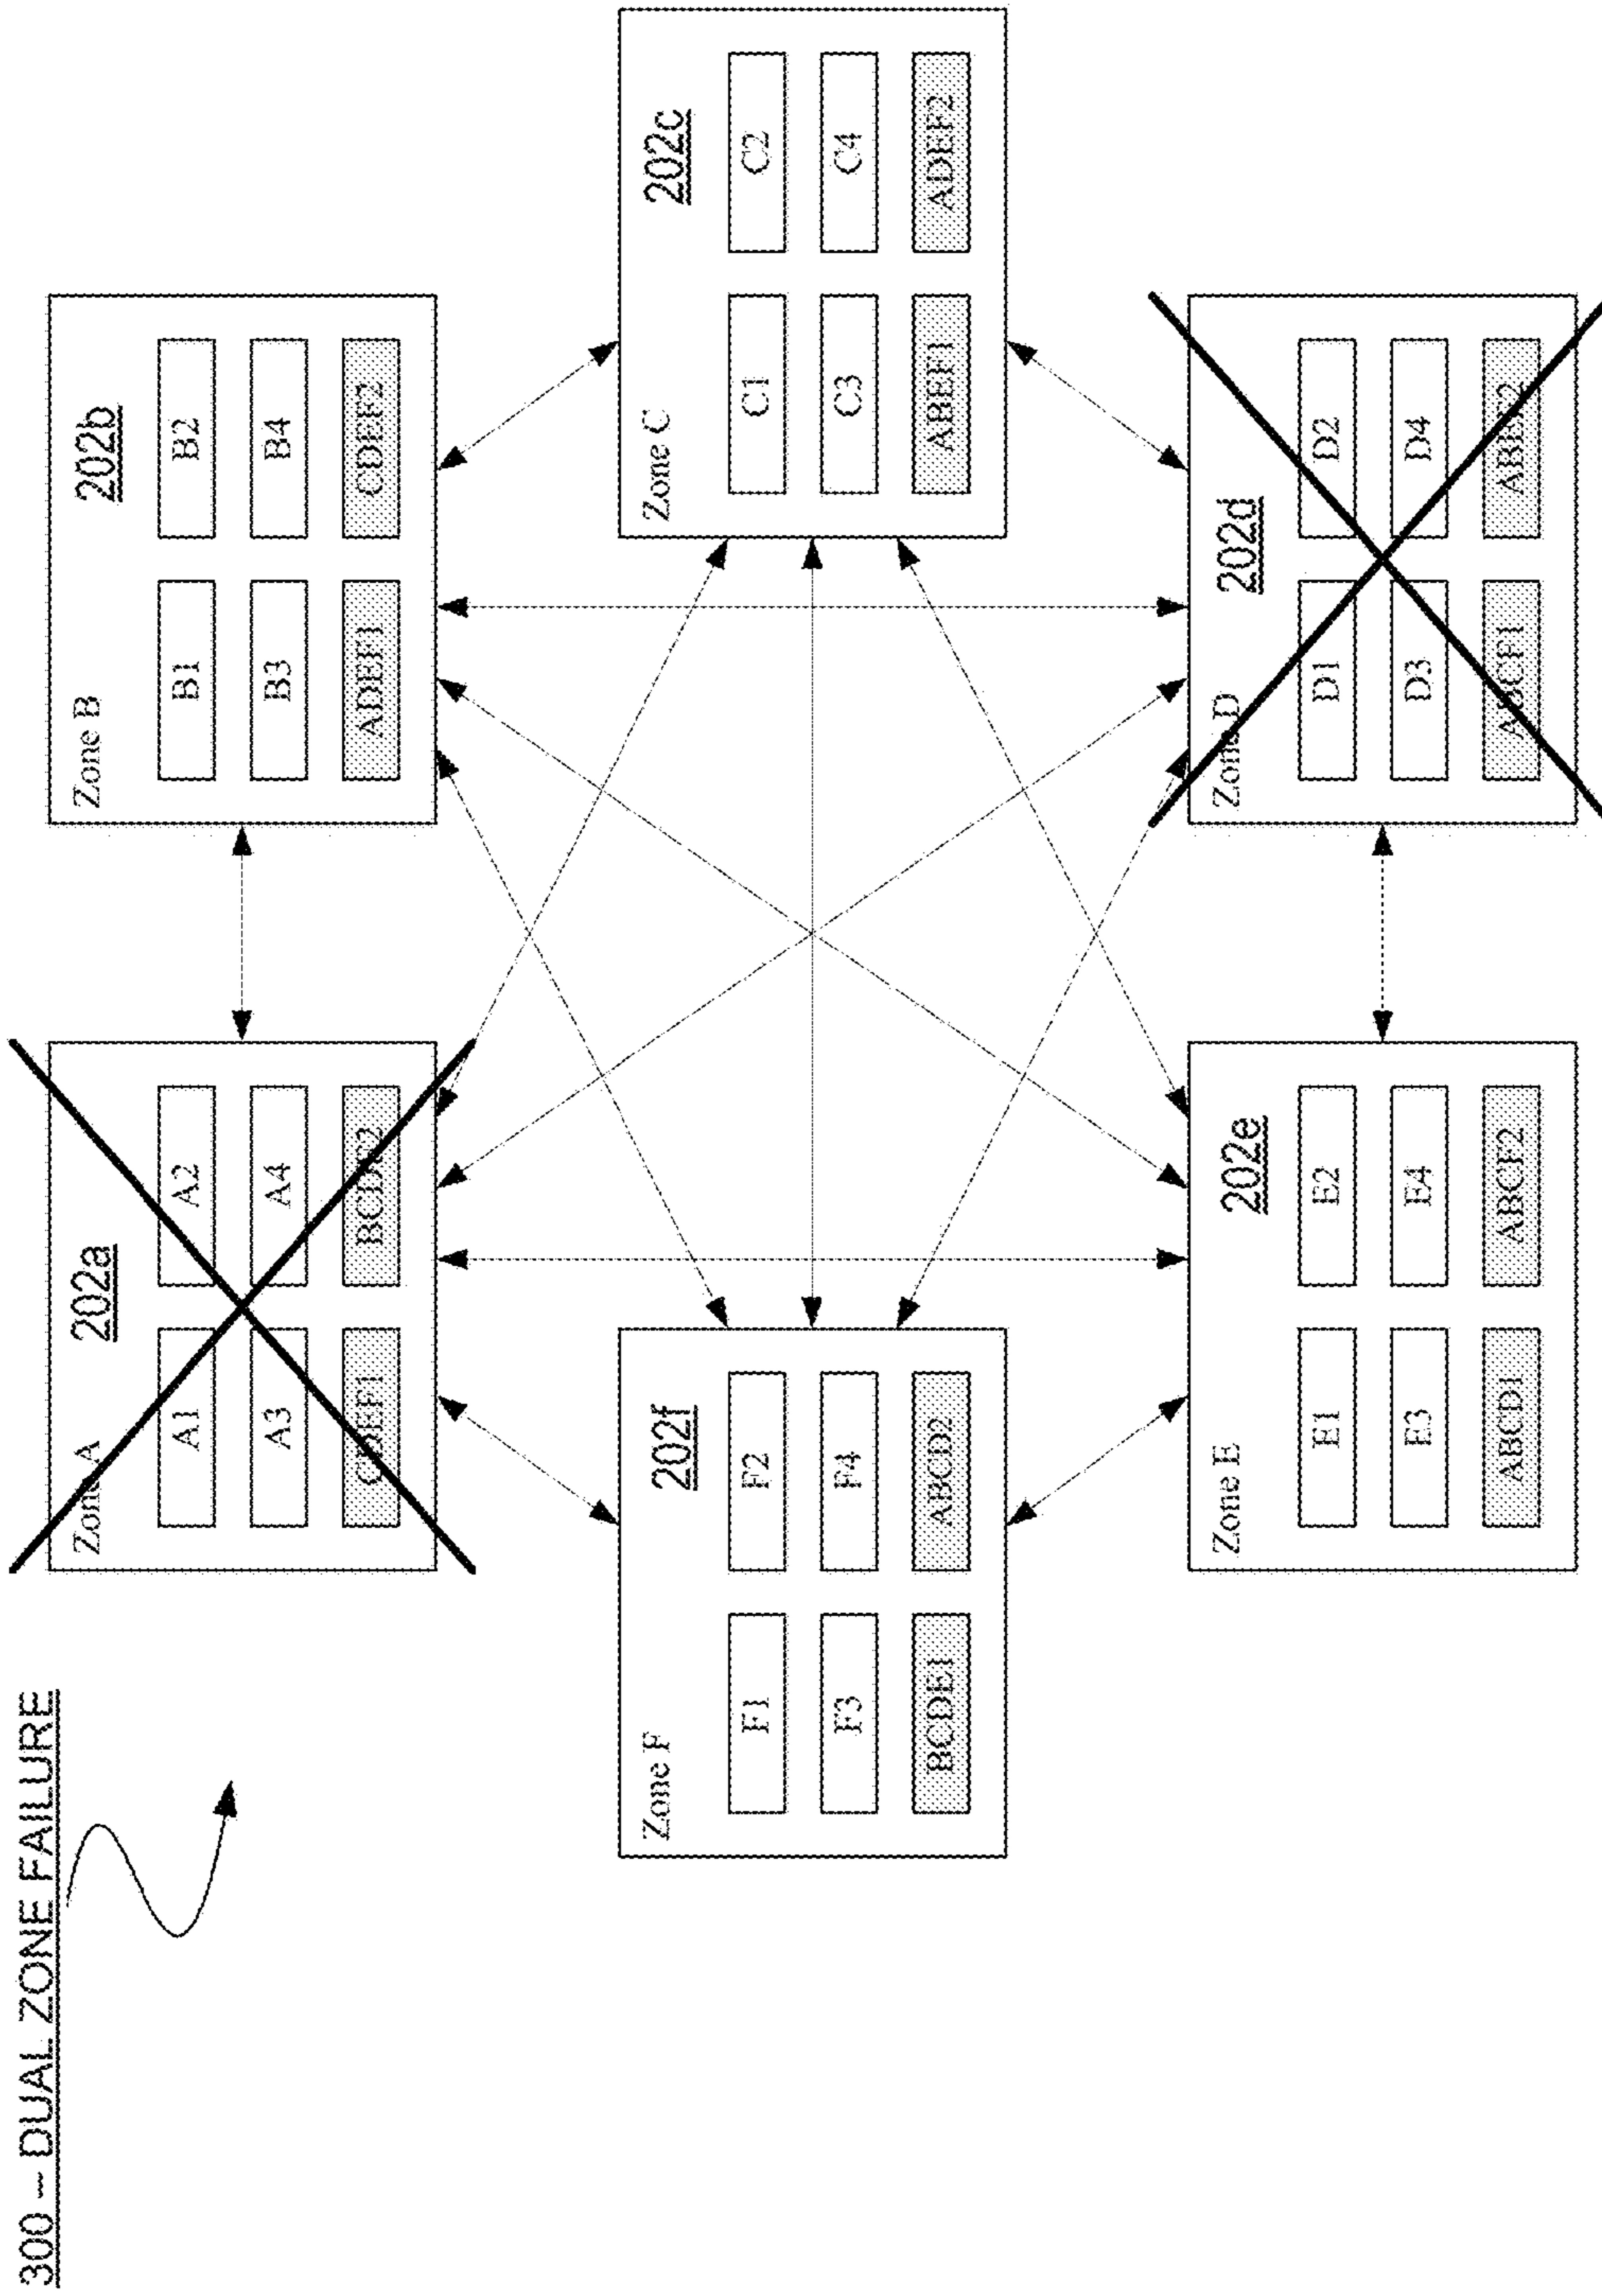 300 – DUAL ZONE FAILURE
Zone A
202a
A1 A2
A3 A4
CDEF1 BCDE2
Zone B
202b
B1 B2
B3 B4
ADEF1 CDEF2
Zone F
202f
F1 F2
F3 F4
BCDE1 ABCD2
Zone C
202c
C1 C2
C3 C4
ABEF1 ADEF2
Zone E
202e
E1 E2
E3 E4
ABCD1 ABCF2
Zone D
202d
D1 D2
D3 D4
ABCF1 ABEF2